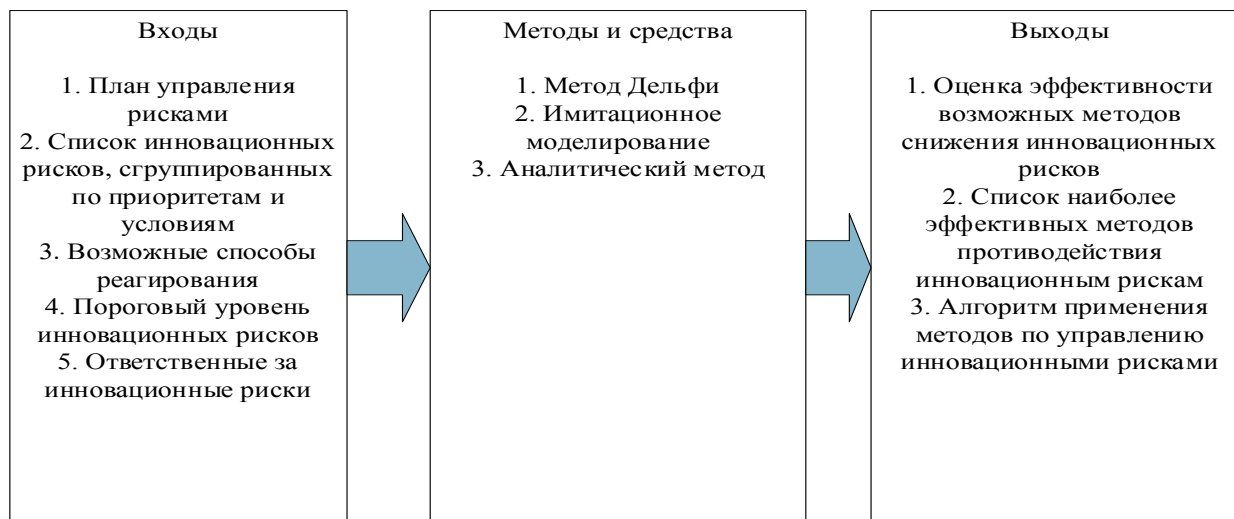 Входы
1. План управления
рисками
2. Список инновационных
рисков, сгруппированных
по приоритетам и
условиям
3. Возможные способы
реагирования
4. Пороговый уровень
инновационных рисков
5. Ответственные за
инновационные риски
Методы и средства
1. Метод Дельфи
2. Имитационное
моделирование
3. Аналитический метод
Выходы
1. Оценка эффективности
возможных методов
снижения инновационных
рисков
2. Список наиболее
эффективных методов
противодействия
инновационным рискам
3. Алгоритм применения
методов по управлению
инновационными рисками